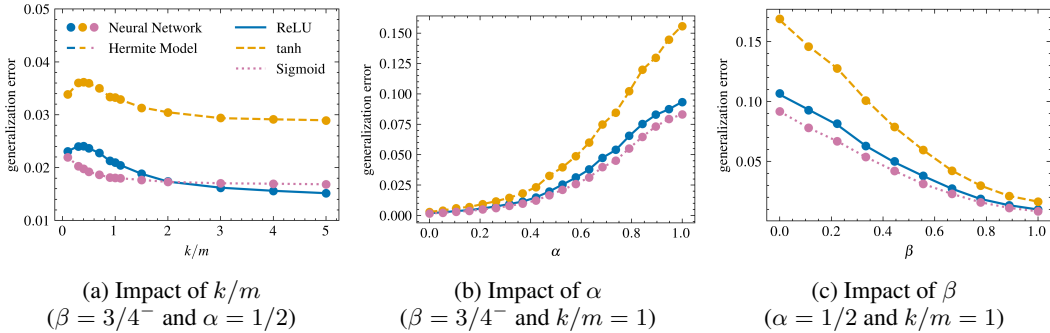 generalization error
0.05
0.04
0.03
0.02
0.01
Neural Network
Hermite Model
ReLU
tanh
Sigmoid
0 1 2 3 4 5
k/m
(a) Impact of k/m
(β = 3/4⁻ and α = 1/2)
generalization error
0.150
0.125
0.100
0.075
0.050
0.025
0.000
0.0 0.2 0.4 0.6 0.8 1.0
α
(b) Impact of α
(β = 3/4⁻ and k/m = 1)
generalization error
0.15
0.10
0.05
0.0 0.2 0.4 0.6 0.8 1.0
β
(c) Impact of β
(α = 1/2 and k/m = 1)